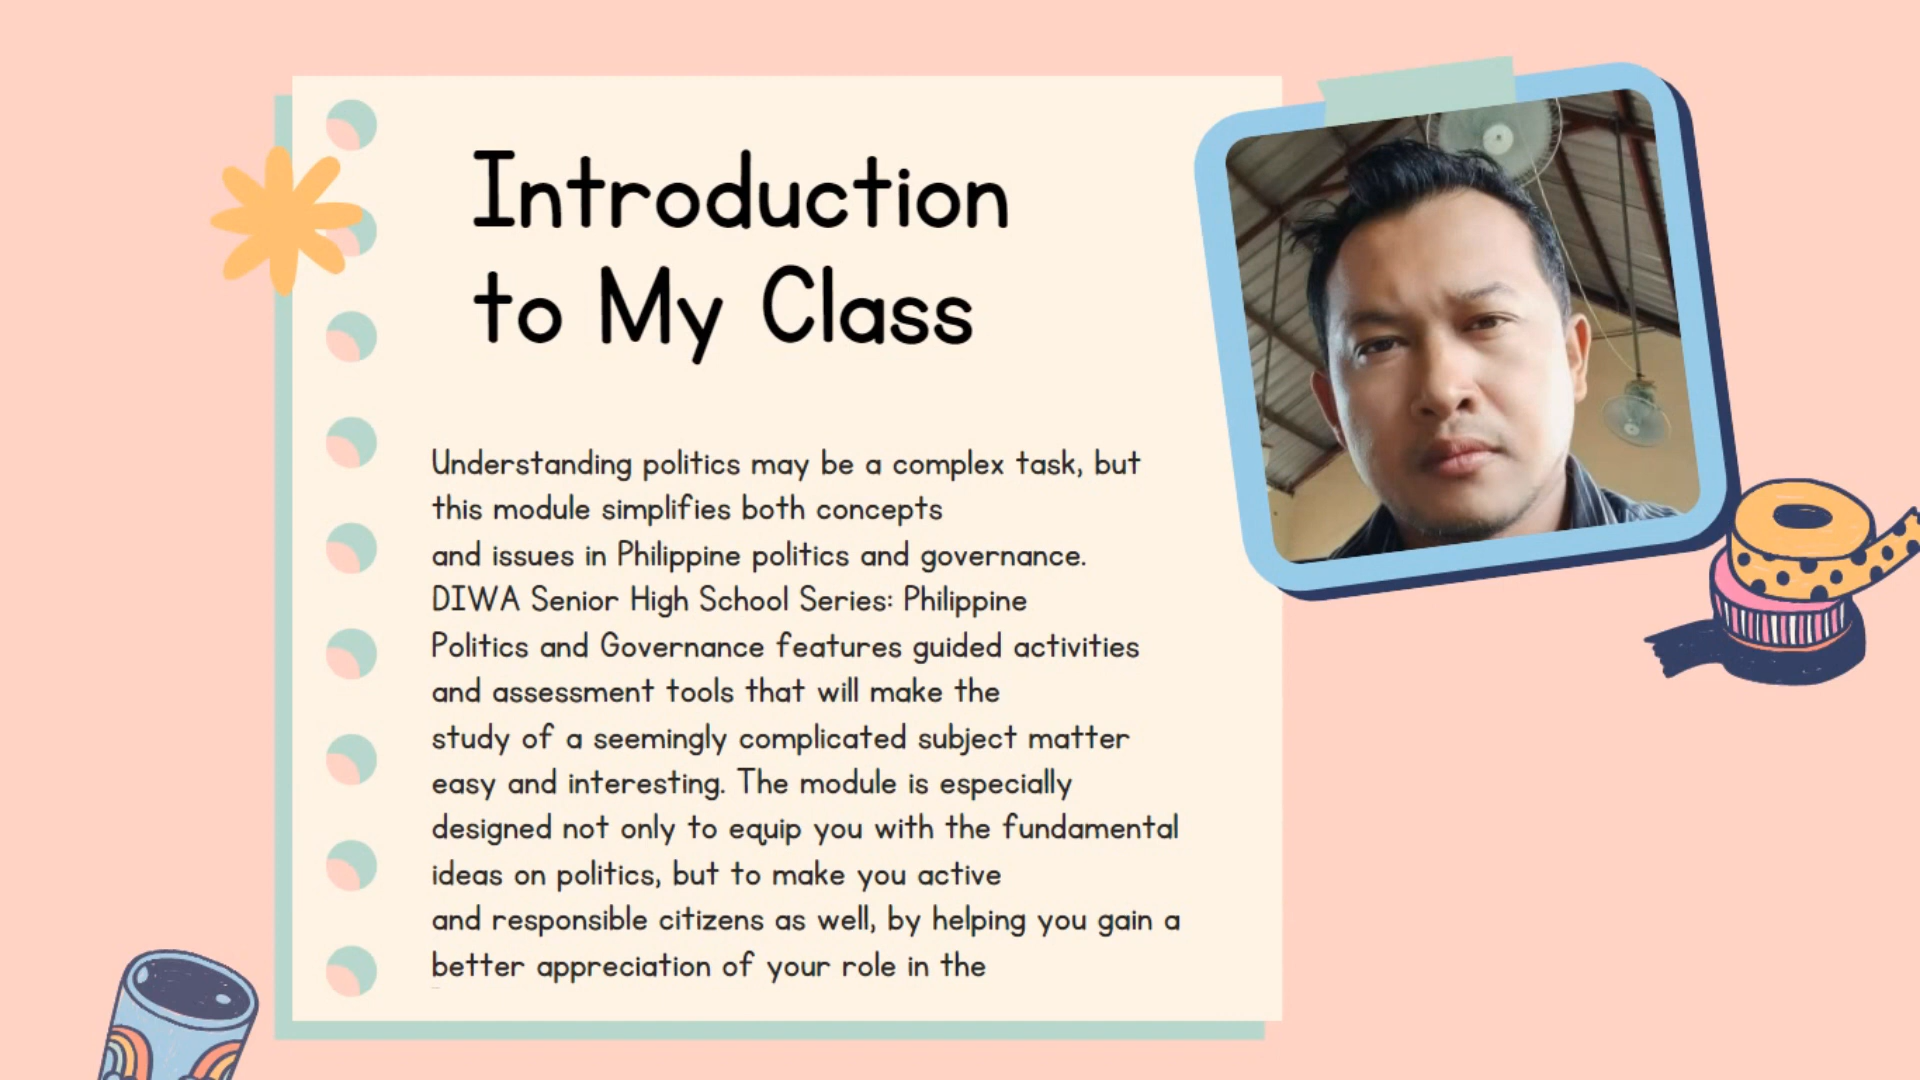 Introduction
to My Class
Understanding politics may be a complex task, but
this module simplifies both concepts
and issues in Philippine politics and governance.
DIWA Senior High School Series: Philippine
Politics and Governance features guided activities
and assessment tools that will make the
study of a seemingly complicated subject matter
easy and interesting. The module is especially
designed not only to equip you with the fundamental
ideas on politics, but to make you active
and responsible citizens as well, by helping you gain a
better appreciation of your role in the